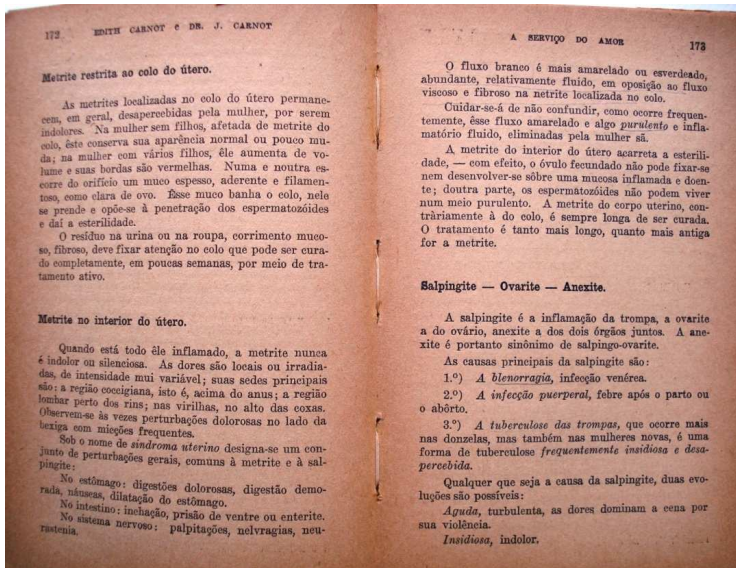 172 EDITH CARNOT e DR. J. CARNOT
Metrite restrita ao colo do útero.
As metrites localizadas no colo do útero permane-
cem, em geral, desapercebidas pela mulher, por serem
indolores. Na mulher sem filhos, afetada de metrite do
colo, êste conserva sua aparência normal ou pouco mu-
da; na mulher com vários filhos, êle aumenta de vo-
lume e suas bordas são vermelhas. Numa e noutra es-
corre do orifício um muco espesso, aderente e filamen-
toso, como clara de ovo. Êsse muco banha o colo, nele
se prende e opõe-se à penetração dos espermatozóides
e daí a esterilidade.
O resíduo na urina ou na roupa, corrimento muco-
so, fibroso, deve fixar atenção no colo que pode ser cura-
do completamente, em poucas semanas, por meio de tra-
tamento ativo.
Metrite no interior do útero.
Quando está todo êle inflamado, a metrite nunca
é indolor ou silenciosa. As dores são locais ou irradia-
das, de intensidade mui variável; suas sedes principais
são: a região coccigiana, isto é, acima do anus; a região
lombar perto dos rins; nas virilhas, no alto das coxas.
Observem-se às vezes perturbações dolorosas no lado da
bexiga com micções frequentes.
Sob o nome de síndroma uterino designa-se um con-
junto de perturbações gerais, comuns à metrite e à sal-
pingite:
No estômago: digestões dolorosas, digestão demo-
rada, náuseas, dilatação do estômago.
No intestino: inchação, prisão de ventre ou enterite.
No sistema nervoso: palpitações, nelvragias, neu-
rastenia.
A SERVIÇO DO AMOR 173
O fluxo branco é mais amarelado ou esverdeado,
abundante, relativamente fluido, em oposição ao fluxo
viscoso e fibroso na netrite localizada no colo.
Cuidar-se-á de não confundir, como ocorre frequen-
temente, êsse fluxo amarelado e algo purulento e infla-
matório fluido, eliminadas pela mulher sã.
A metrite do interior do útero acarreta a esterili-
dade, — com efeito, o óvulo fecundado não pode fixar-se
nem desenvolver-se sôbre uma mucosa inflamada e doen-
te; doutra parte, os espermatozóides não podem viver
num meio purulento. A metrite do corpo uterino, con-
tràriamente à do colo, é sempre longa de ser curada.
O tratamento é tanto mais longo, quanto mais antiga
for a metrite.
Salpingite — Ovarite — Anexite.
A salpingite é a inflamação da trompa, a ovarite
a do ovário, anexite a dos dois órgãos juntos. A ane-
xite é portanto sinônimo de salpingo-ovarite.
As causas principais da salpingite são:
1.º) A blenorragia, infecção venérea.
2.º) A infecção puerperal, febre após o parto ou
o abôrto.
3.º) A tuberculose das trompas, que ocorre mais
nas donzelas, mas também nas mulheres novas, é uma
forma de tuberculose frequentemente insidiosa e desa-
percebida.
Qualquer que seja a causa da salpingite, duas evo-
luções são possíveis:
Aguda, turbulenta, as dores dominam a cena por
sua violência.
Insidiosa, indolor.